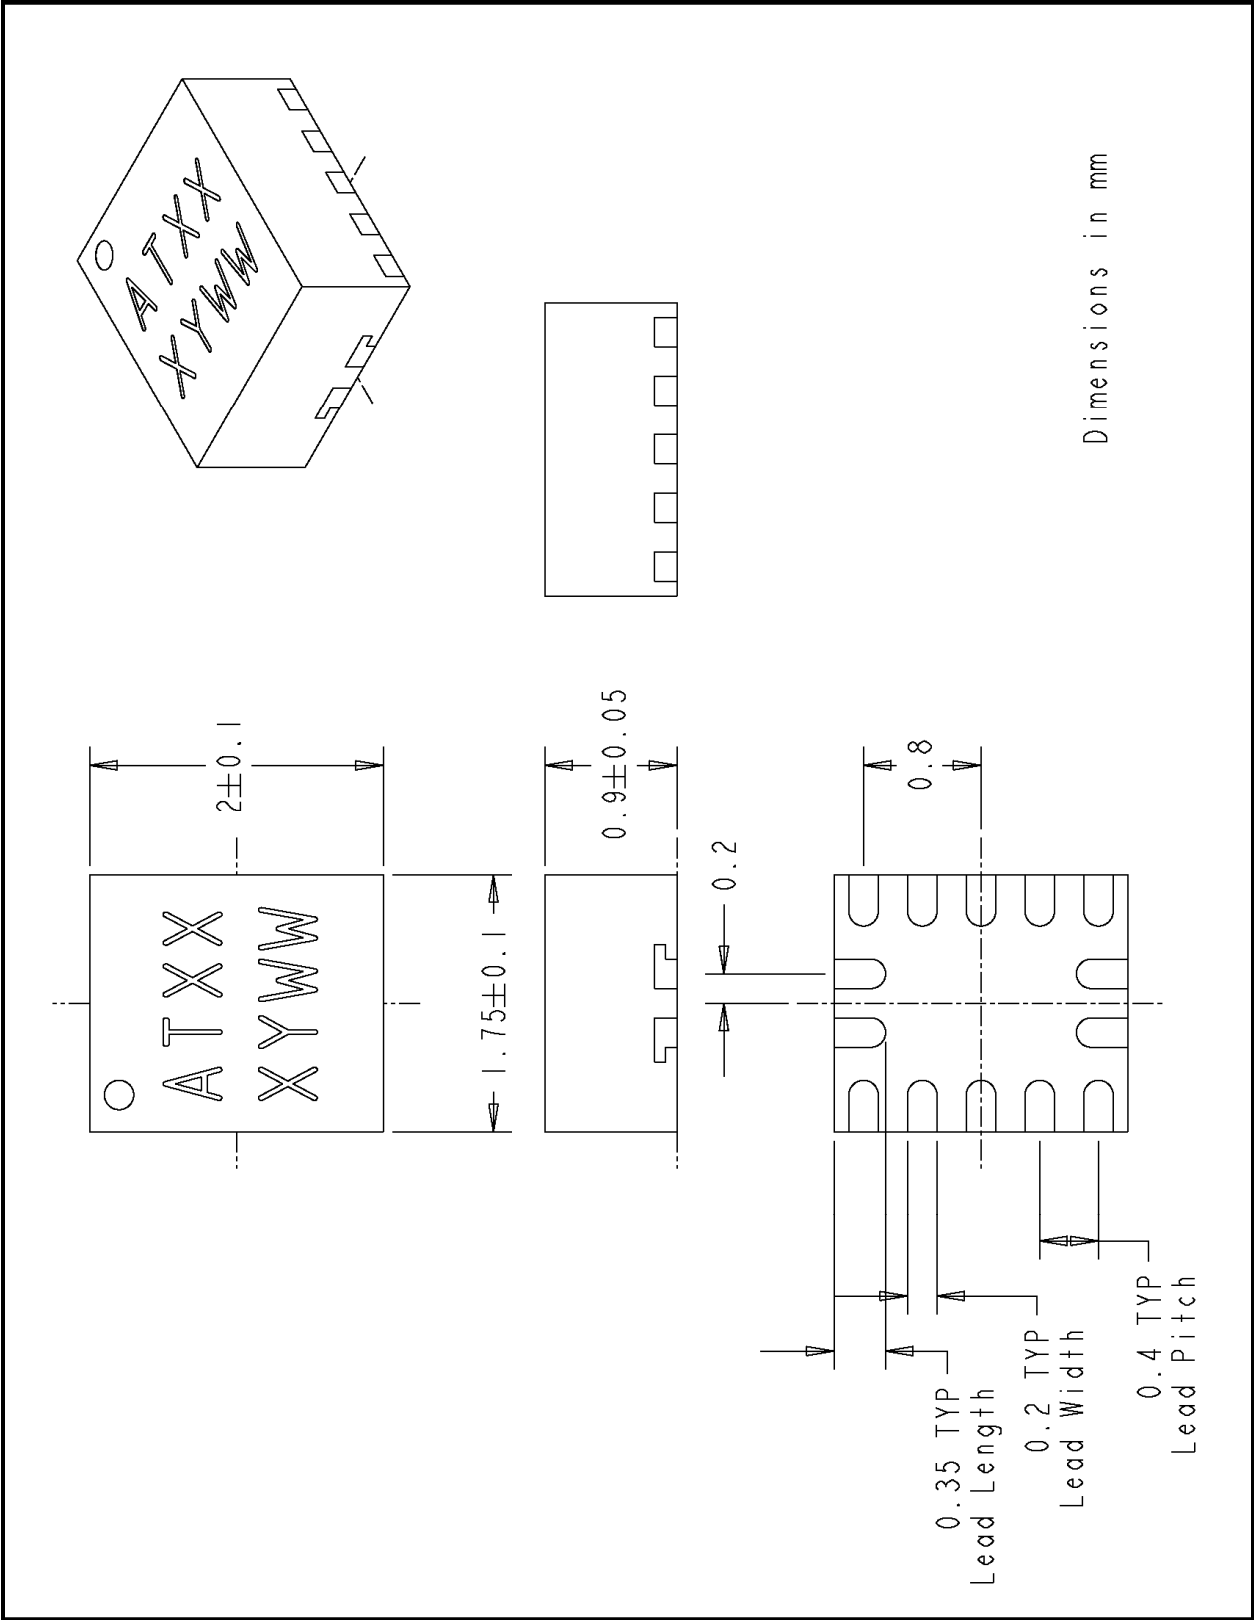 ATXX
XYWW
2±0.1
1.75±0.1
ATXX
XYWW
0.9±0.05
0.2
0.8
0.35 TYP
Lead Length
0.2 TYP
Lead Width
0.4 TYP
Lead Pitch
Dimensions in mm